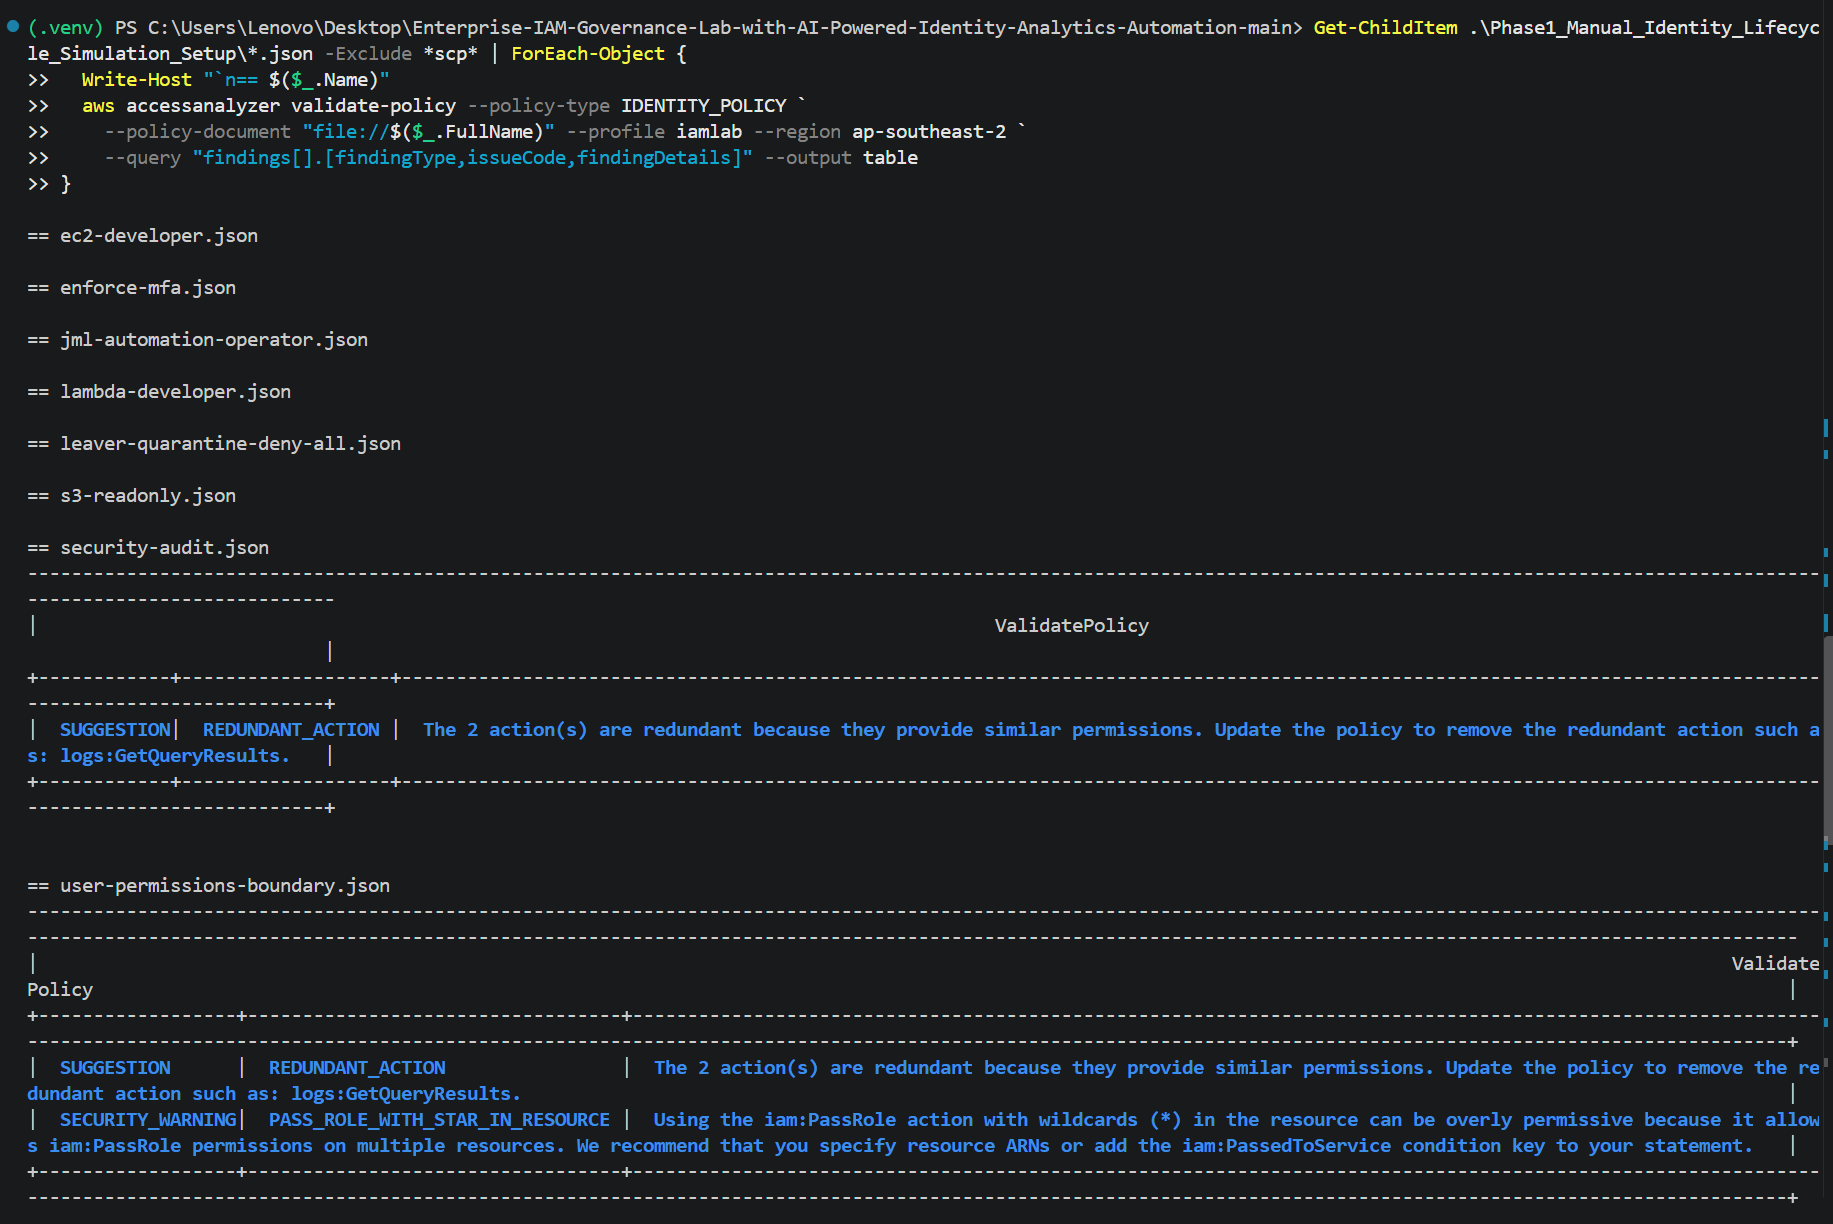 (.venv) PS C:\Users\Lenovo\Desktop\Enterprise-IAM-Governance-Lab-with-AI-Powered-Identity-Analytics-Automation-main> Get-ChildItem .\Phase1_Manual_Identity_Lifecyc
le_Simulation_Setup\*.json -Exclude *scp* | ForEach-Object {
>>   Write-Host "`n== $($_.Name)"
>>   aws accessanalyzer validate-policy --policy-type IDENTITY_POLICY `
>>     --policy-document "file://$($_.FullName)" --profile iamlab --region ap-southeast-2 `
>>     --query "findings[].[findingType,issueCode,findingDetails]" --output table
>> }
== ec2-developer.json
== enforce-mfa.json
== jml-automation-operator.json
== lambda-developer.json
== leaver-quarantine-deny-all.json
== s3-readonly.json
== security-audit.json
| ValidatePolicy
|
| SUGGESTION| REDUNDANT_ACTION | The 2 action(s) are redundant because they provide similar permissions. Update the policy to remove the redundant action such a
s: logs:GetQueryResults. |
== user-permissions-boundary.json
| Validate
Policy |
| SUGGESTION | REDUNDANT_ACTION | The 2 action(s) are redundant because they provide similar permissions. Update the policy to remove the re
dundant action such as: logs:GetQueryResults. |
| SECURITY_WARNING| PASS_ROLE_WITH_STAR_IN_RESOURCE | Using the iam:PassRole action with wildcards (*) in the resource can be overly permissive because it allow
s iam:PassRole permissions on multiple resources. We recommend that you specify resource ARNs or add the iam:PassedToService condition key to your statement. |